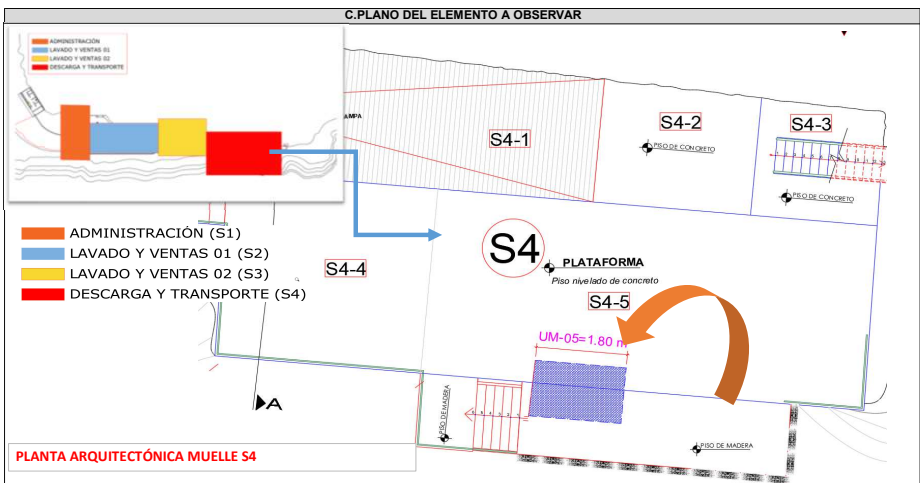 C.PLANO DEL ELEMENTO A OBSERVAR
ADMINISTRACIÓN
LAVADO Y VENTAS 01
LAVADO Y VENTAS 02
DESCARGA Y TRANSPORTE
AMPA
S4-1
S4-2
S4-3
PISO DE CONCRETO
PISO DE CONCRETO
ADMINISTRACIÓN (S1)
LAVADO Y VENTAS 01 (S2)
LAVADO Y VENTAS 02 (S3)
DESCARGA Y TRANSPORTE (S4)
S4-4
S4
PLATAFORMA
Piso nivelado de concreto
S4-5
UM-05=1.80 m
A
PISO DE MADERA
PISO DE MADERA
PLANTA ARQUITECTÓNICA MUELLE S4